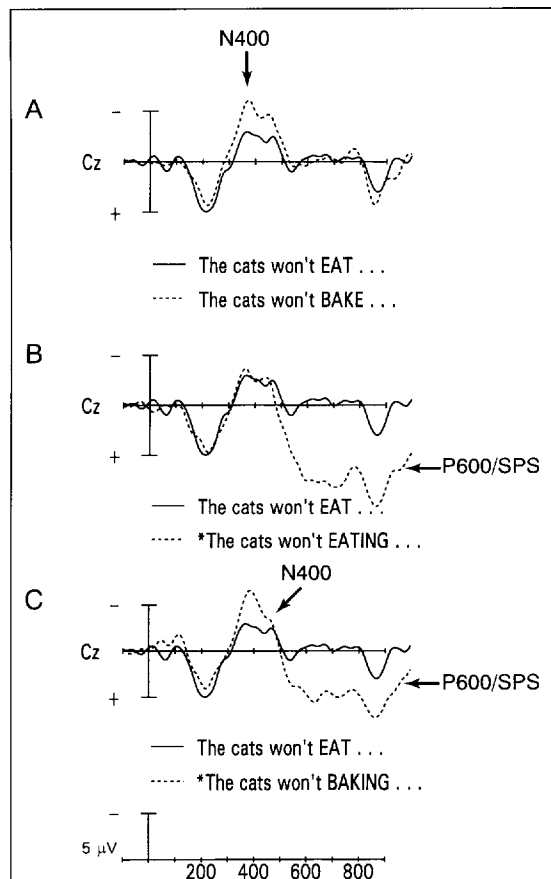 N400
A
−
Cz
+
The cats won't EAT . . .
The cats won't BAKE . . .
B
−
Cz
+
P600/SPS
The cats won't EAT . . .
*The cats won't EATING . . .
N400
C
−
Cz
+
P600/SPS
The cats won't EAT . . .
*The cats won't BAKING . . .
−
5 μV
200 400 600 800